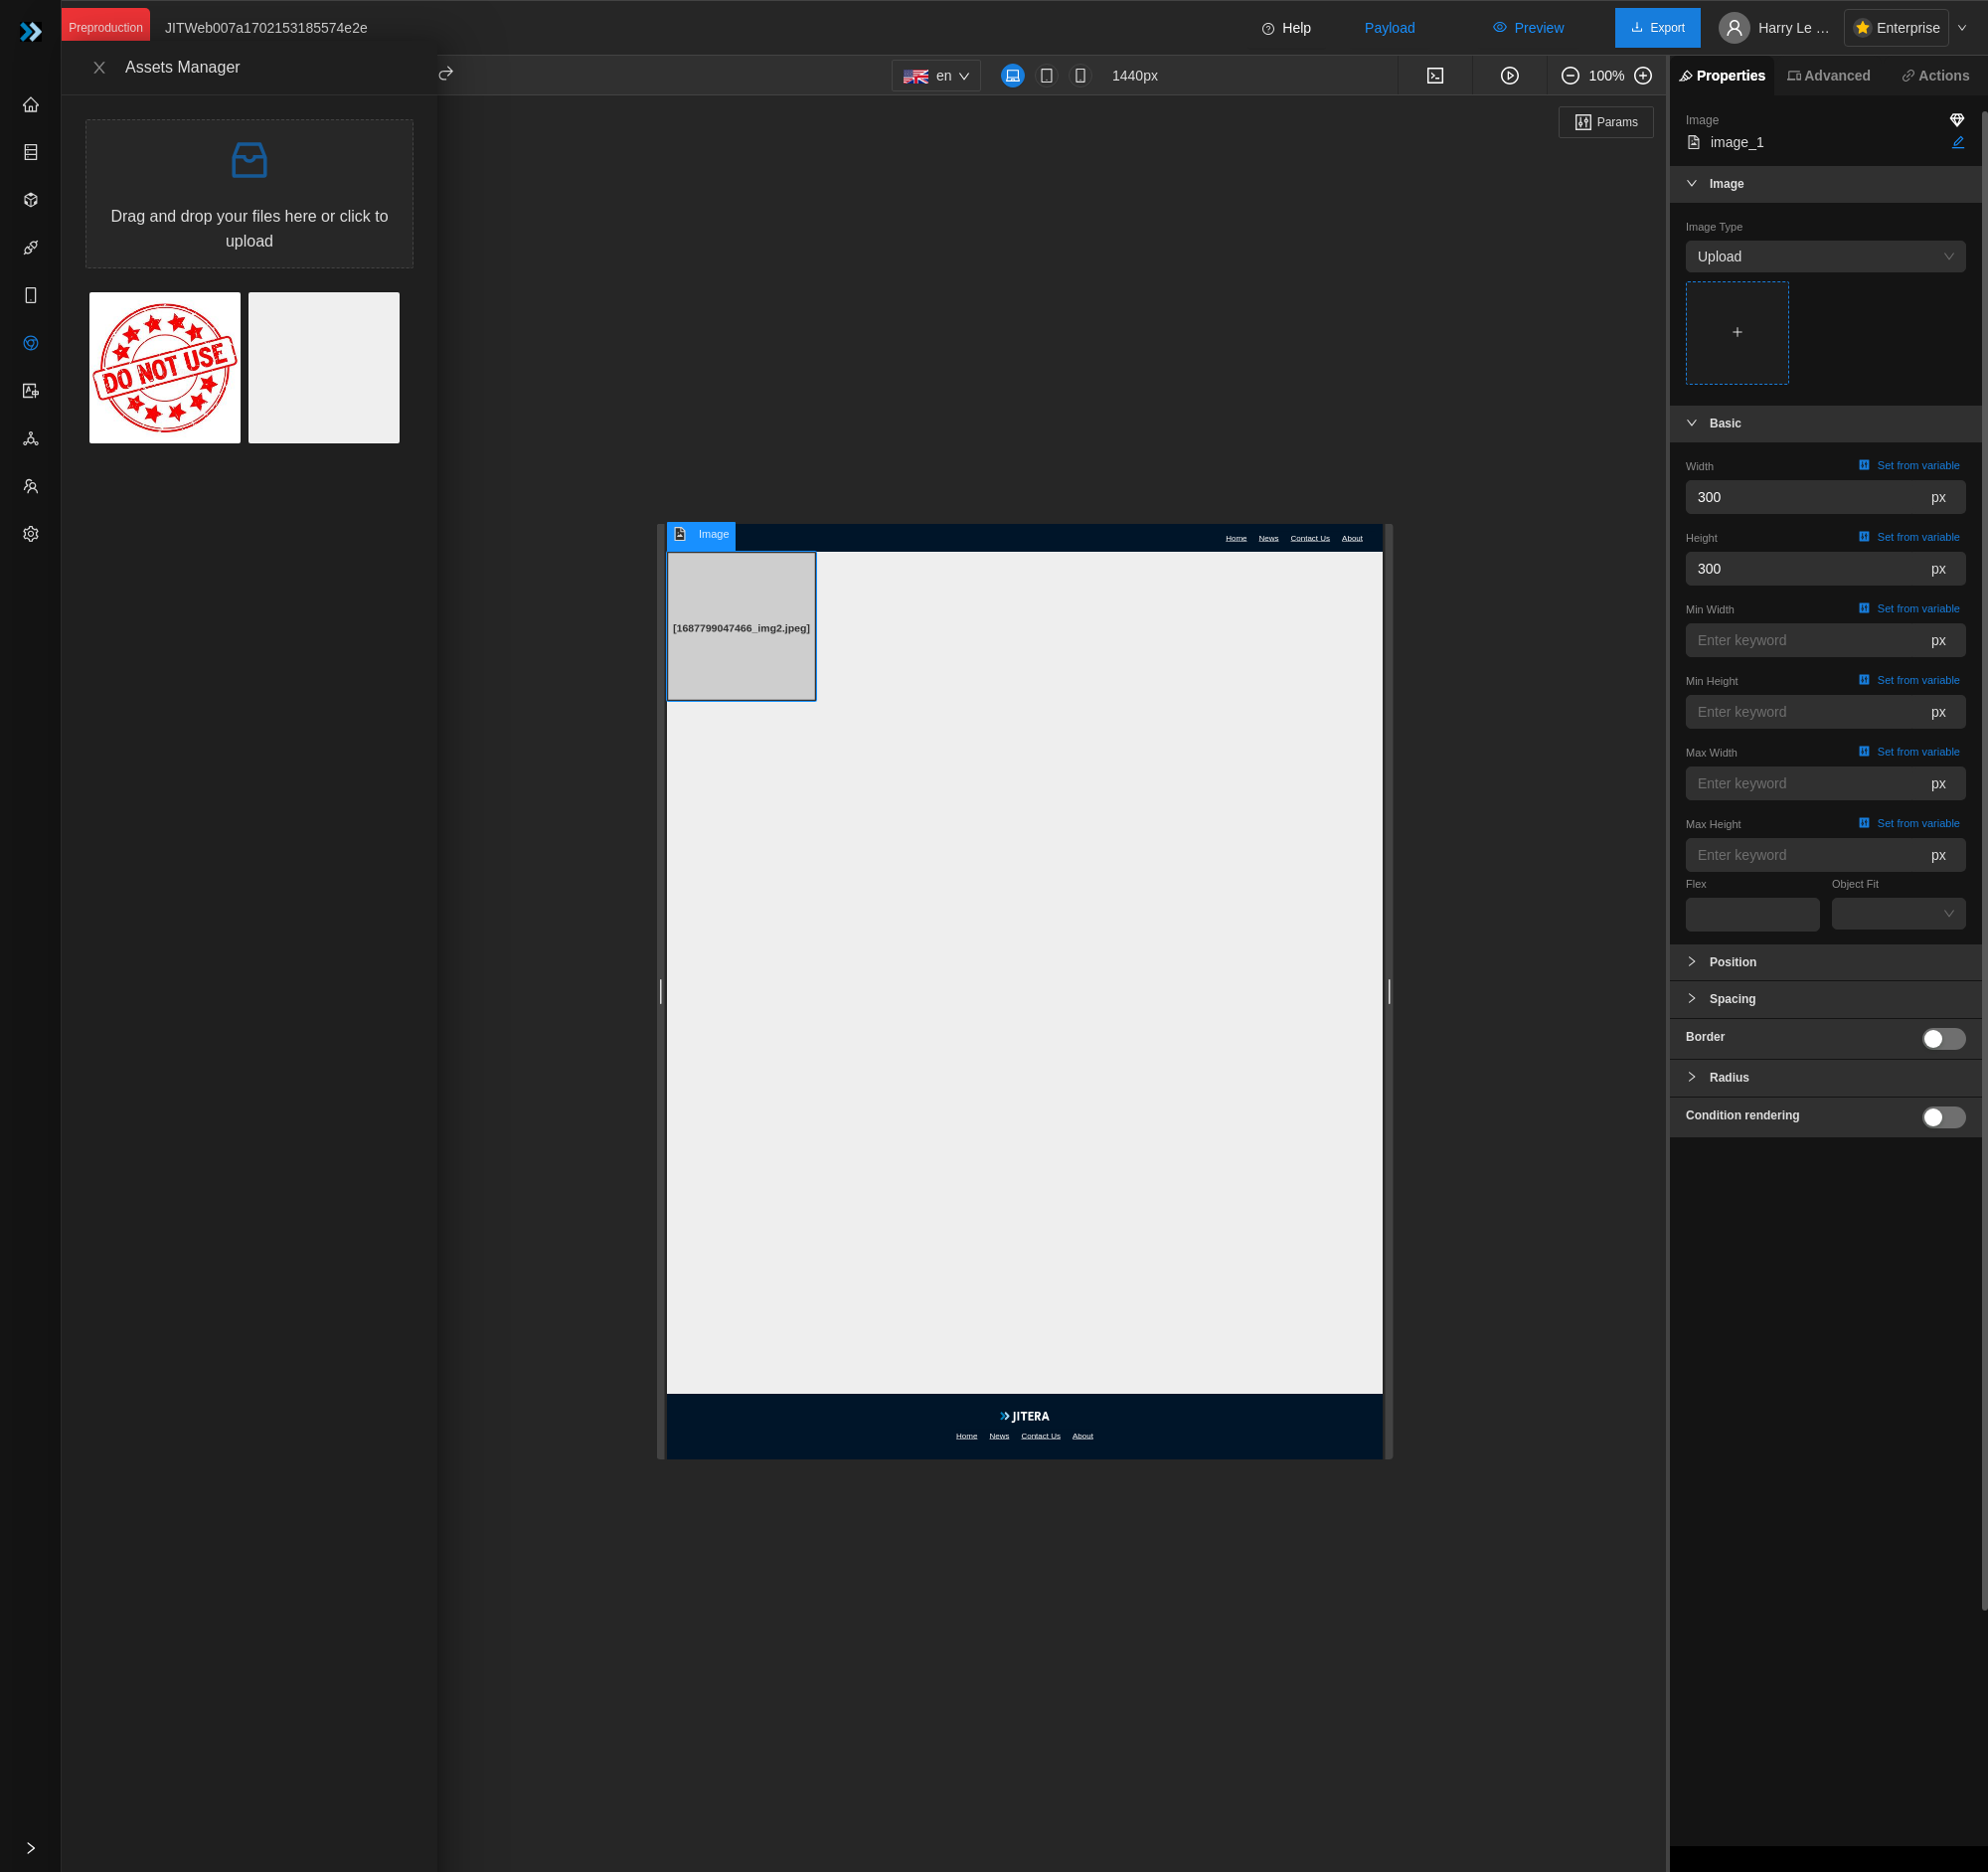 Preproduction
JITWeb007a1702153185574e2e
Help
Payload
Preview
Export
Harry Le ...
Enterprise
Assets Manager
en
1440px
100%
Properties
Advanced
Actions
Params
Drag and drop your files here or click to
upload
DO NOT USE
Image
image_1
Image
Image Type
Upload
+
Basic
Width
Set from variable
300
px
Height
Set from variable
300
px
Min Width
Set from variable
Enter keyword
px
Min Height
Set from variable
Enter keyword
px
Max Width
Set from variable
Enter keyword
px
Max Height
Set from variable
Enter keyword
px
Flex
Object Fit
Position
Spacing
Border
Radius
Condition rendering
Image
Home News Contact Us About
[1687799047466_img2.jpeg]
JITERA
Home News Contact Us About